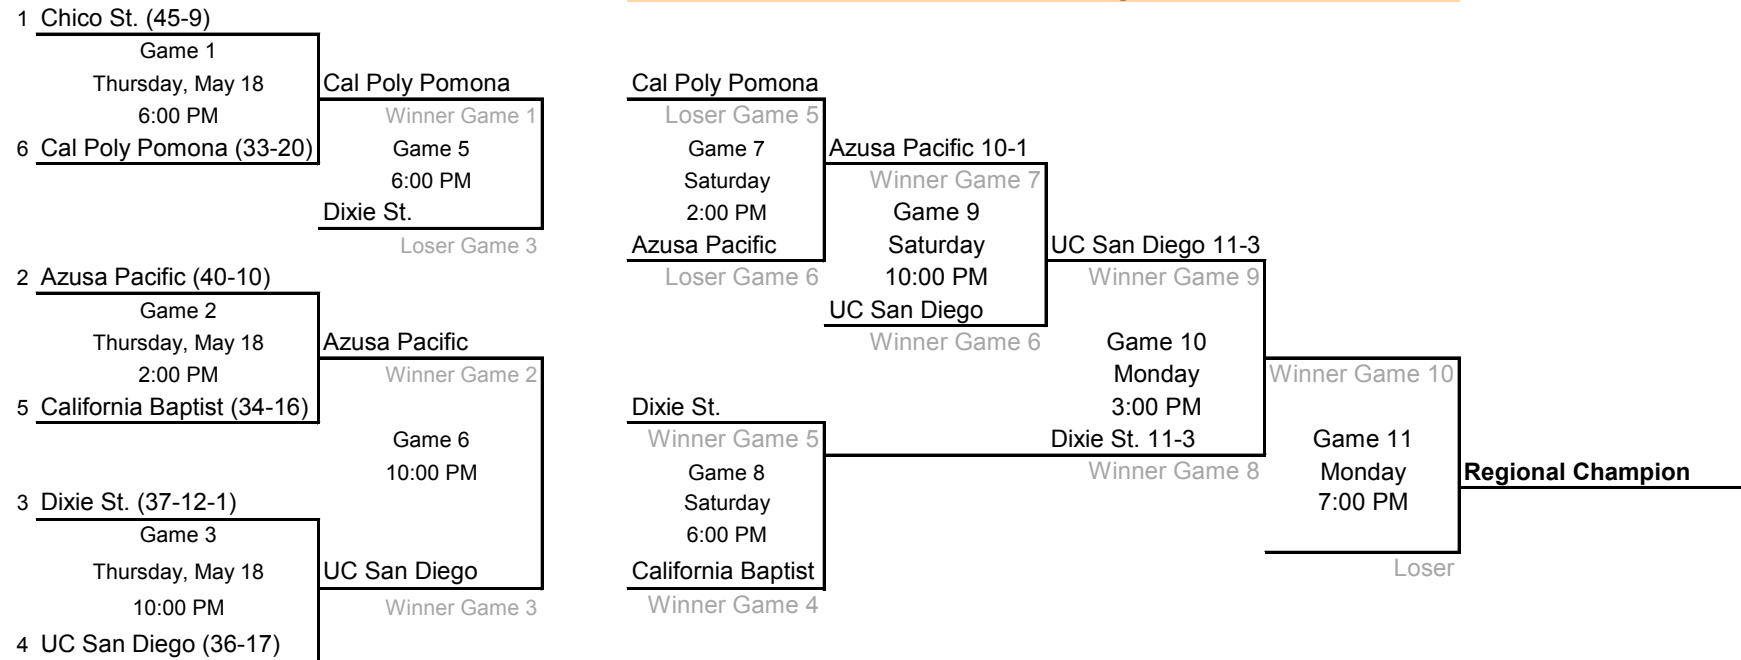 1 Chico St. (45-9)
Game 1
Thursday, May 18
6:00 PM
6 Cal Poly Pomona (33-20)
2 Azusa Pacific (40-10)
Game 2
Thursday, May 18
2:00 PM
5 California Baptist (34-16)
3 Dixie St. (37-12-1)
Game 3
Thursday, May 18
10:00 PM
4 UC San Diego (36-17)
Cal Poly Pomona
Winner Game 1
Game 5
6:00 PM
Dixie St.
Loser Game 3
Azusa Pacific
Winner Game 2
Game 6
10:00 PM
UC San Diego
Winner Game 3
Cal Poly Pomona
Loser Game 5
Game 7
Saturday
2:00 PM
Azusa Pacific
Loser Game 6
Dixie St.
Winner Game 5
Game 8
Saturday
6:00 PM
California Baptist
Winner Game 4
Azusa Pacific 10-1
Winner Game 7
Game 9
Saturday
10:00 PM
UC San Diego
Winner Game 6
UC San Diego 11-3
Winner Game 9
Game 10
Monday
3:00 PM
Dixie St. 11-3
Winner Game 8
Winner Game 10
Game 11
Monday
7:00 PM
Loser
Regional Champion